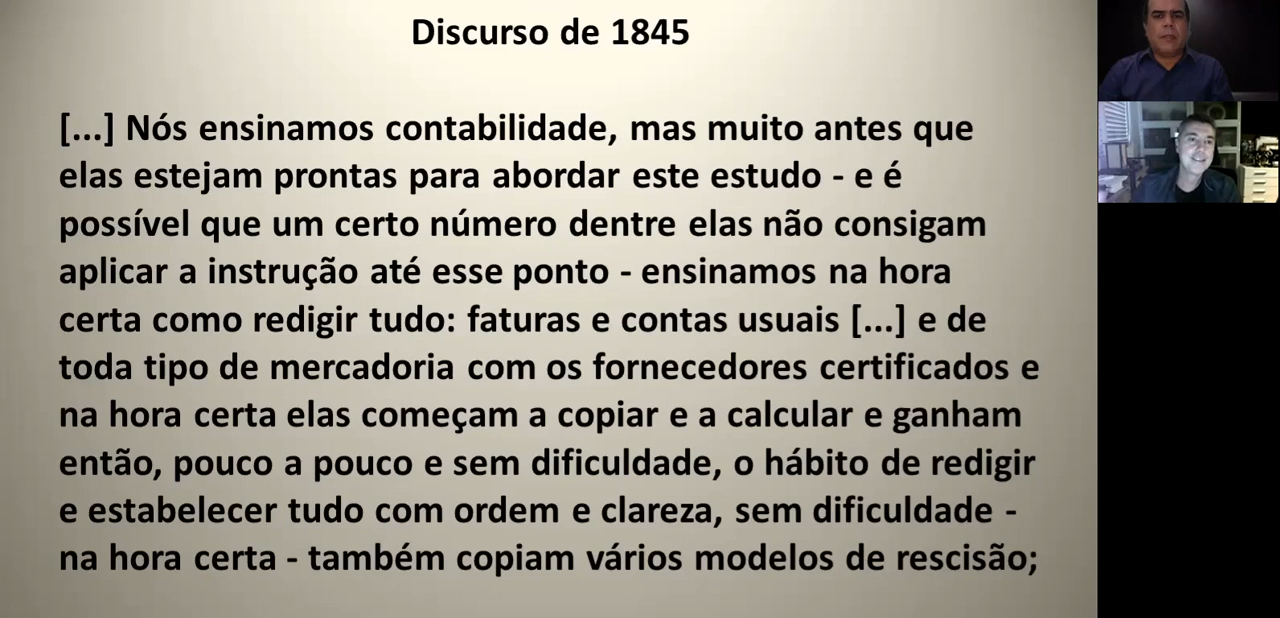 Discurso de 1845
[...] Nós ensinamos contabilidade, mas muito antes que
elas estejam prontas para abordar este estudo - e é
possível que um certo número dentre elas não consigam
aplicar a instrução até esse ponto - ensinamos na hora
certa como redigir tudo: faturas e contas usuais [...] e de
toda tipo de mercadoria com os fornecedores certificados e
na hora certa elas começam a copiar e a calcular e ganham
então, pouco a pouco e sem dificuldade, o hábito de redigir
e estabelecer tudo com ordem e clareza, sem dificuldade -
na hora certa - também copiam vários modelos de rescisão;